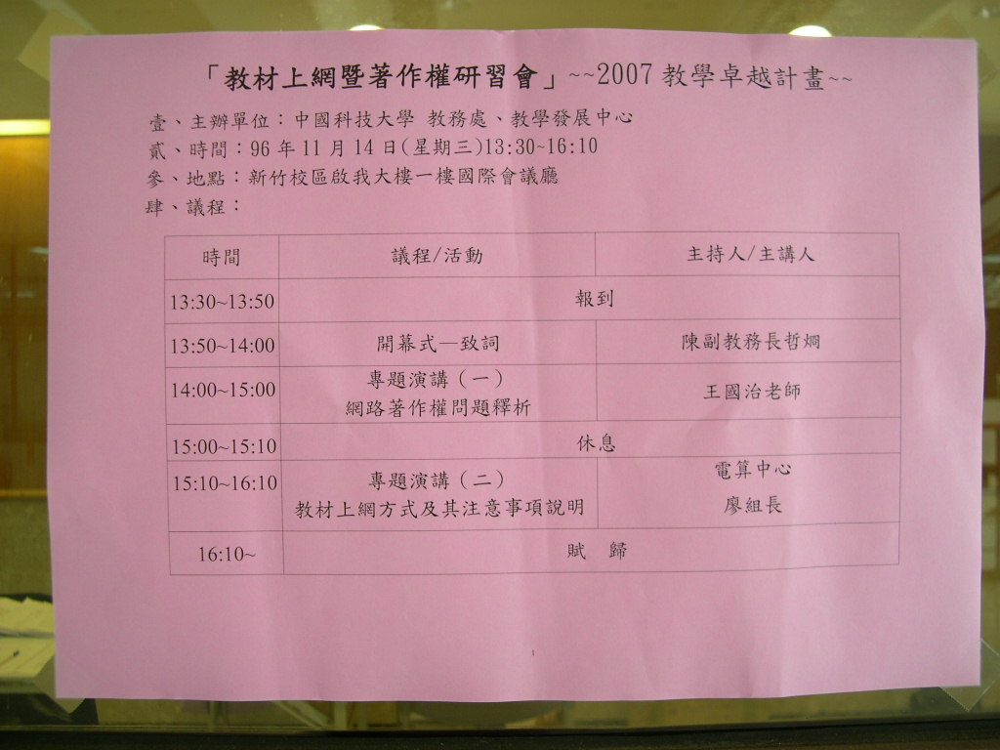 「教材上網暨著作權研習會」~~2007 教學卓越計畫~~
壹、主辦單位：中國科技大學 教務處、教學發展中心
貳、時間：96 年 11 月 14 日(星期三)13:30~16:10
參、地點：新竹校區啟我大樓一樓國際會議廳
肆、議程：
時間 議程/活動 主持人/主講人
13:30~13:50 報到
13:50~14:00 開幕式—致詞 陳副教務長哲炯
14:00~15:00 專題演講（一） 王國治老師
網路著作權問題釋析
15:00~15:10 休息
15:10~16:10 專題演講（二） 電算中心
教材上網方式及其注意事項說明 廖組長
16:10~ 賦 歸
1